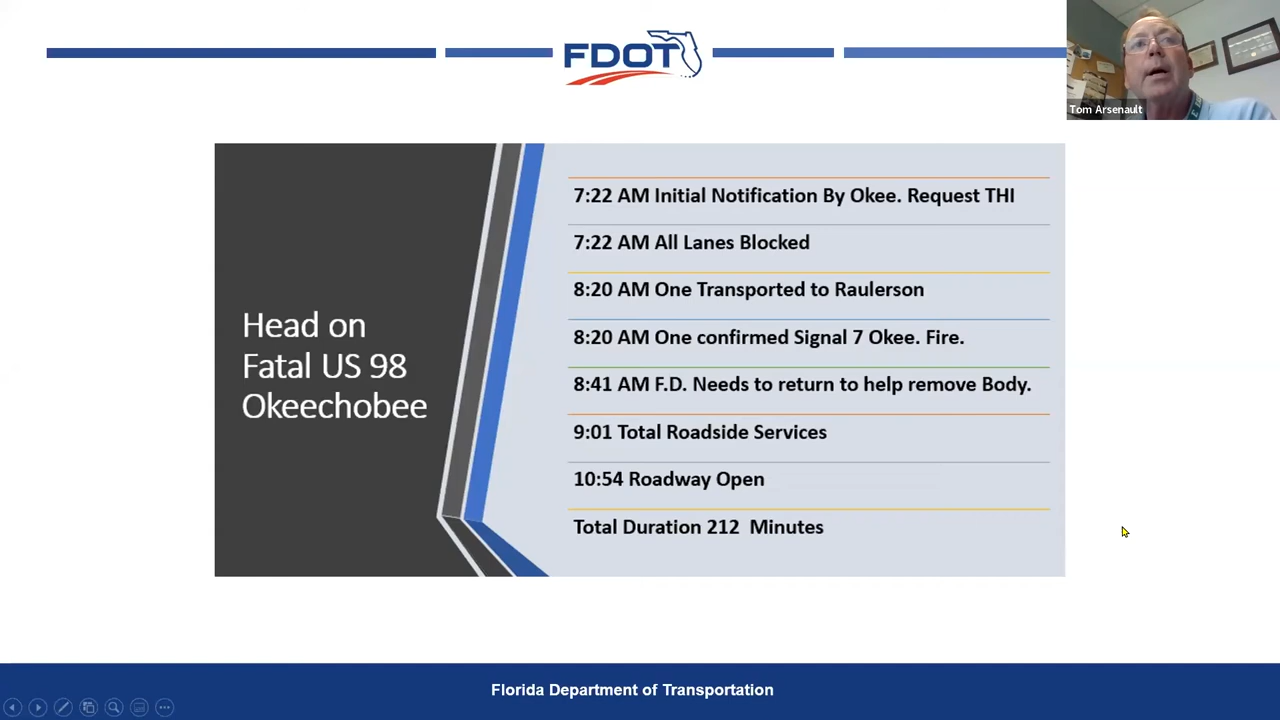 FDOT
Tom Arsenault
Head on
Fatal US 98
Okeechobee
7:22 AM Initial Notification By Okee. Request THI
7:22 AM All Lanes Blocked
8:20 AM One Transported to Raulerson
8:20 AM One confirmed Signal 7 Okee. Fire.
8:41 AM F.D. Needs to return to help remove Body.
9:01 Total Roadside Services
10:54 Roadway Open
Total Duration 212  Minutes
Florida Department of Transportation